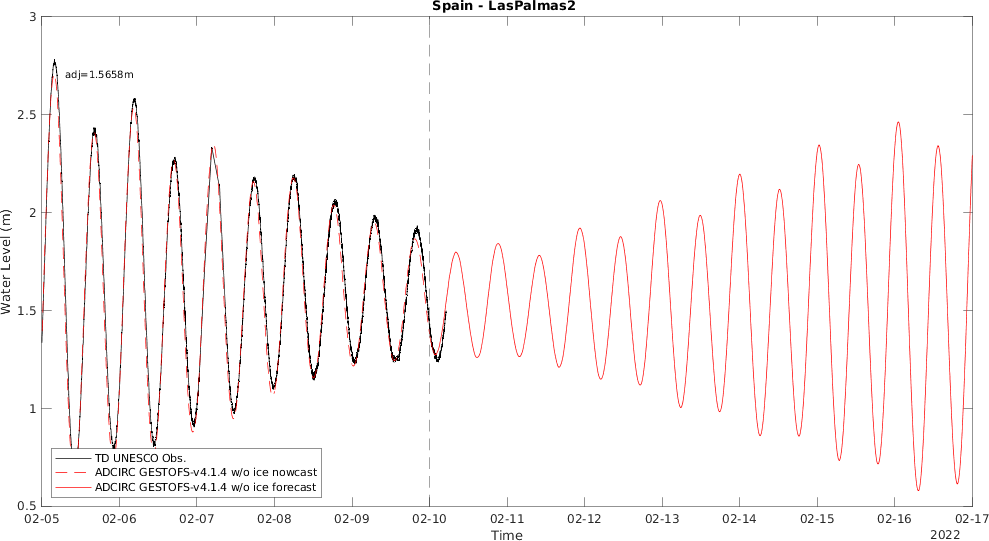 Spain - LasPalmas2
3
2.5
2
1.5
1
0.5
Water Level (m)
adj=1.5658m
TD UNESCO Obs.
ADCIRC GESTOFS-v4.1.4 w/o ice nowcast
ADCIRC GESTOFS-v4.1.4 w/o ice forecast
02-05 02-06 02-07 02-08 02-09 02-10 02-11 02-12 02-13 02-14 02-15 02-16 02-17
Time
2022